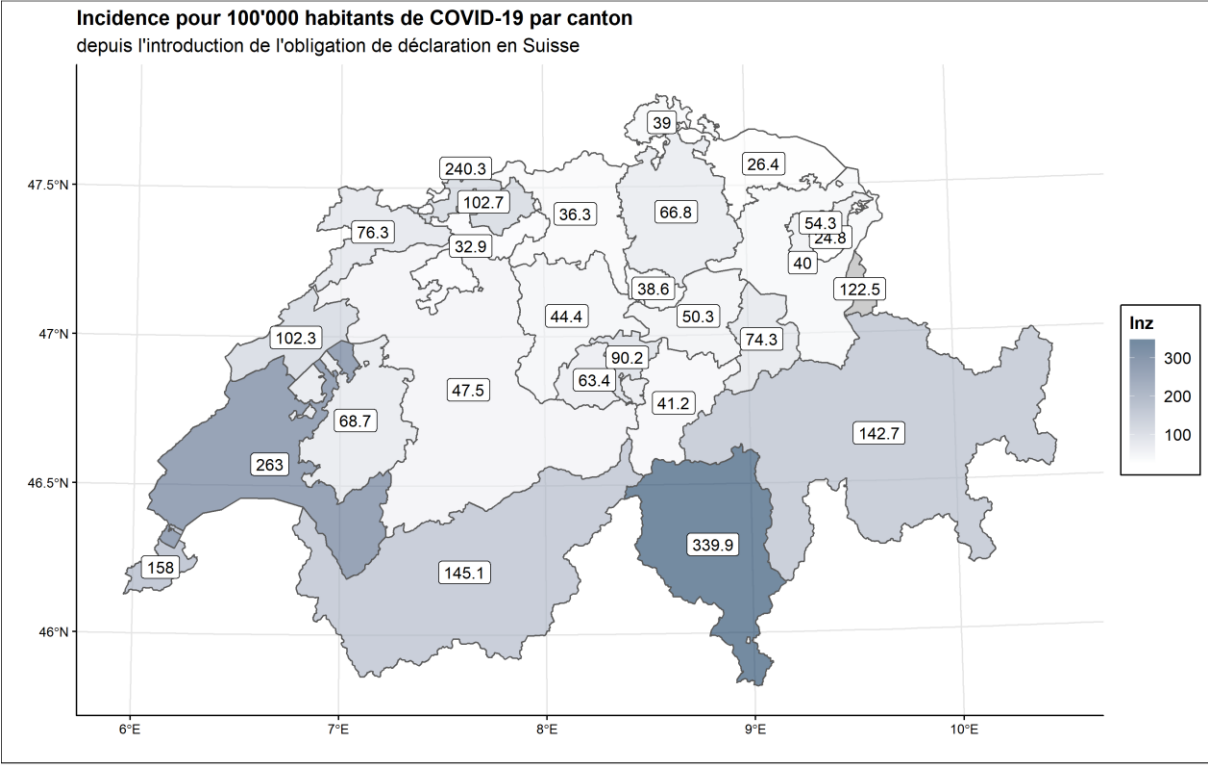 Incidence pour 100'000 habitants de COVID-19 par canton
depuis l'introduction de l'obligation de déclaration en Suisse
39
26.4
240.3
102.7
36.3
66.8
76.3
32.9
54.3
24.8
40
38.6
122.5
44.4
50.3
102.3
74.3
90.2
63.4
47.5
41.2
68.7
142.7
263
339.9
158
145.1
47.5°N
47°N
46.5°N
46°N
6°E
7°E
8°E
9°E
10°E
Inz
300
200
100